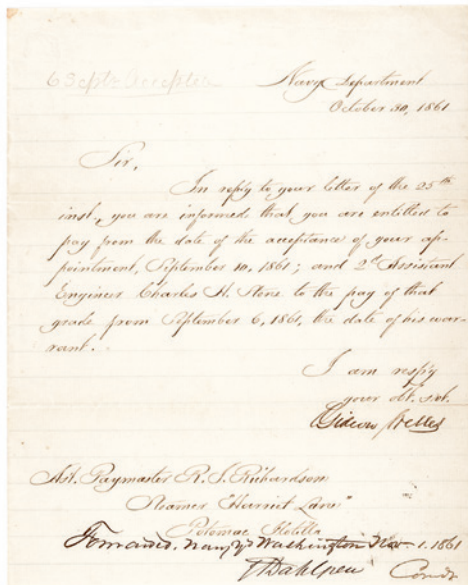 6 Septr accepted
Navy Department
October 30, 1861
Sir,
In reply to your letter of the 25th
inst., you are informed that you are entitled to
pay from the date of the acceptance of your ap-
pointment, September 10, 1861; and 2d Assistant
Engineer Charles H. Stone to the pay of that
grade from September 6, 1861, the date of his war-
rant.
I am respy
your obt. svt.
Gideon Welles
Asst. Paymaster R. S. Richardson
Steamer "Harriet Lane"
Potomac Flotilla
Forwarded. Navy Yd Washington Nov. 1. 1861
Dahlgren Comdr